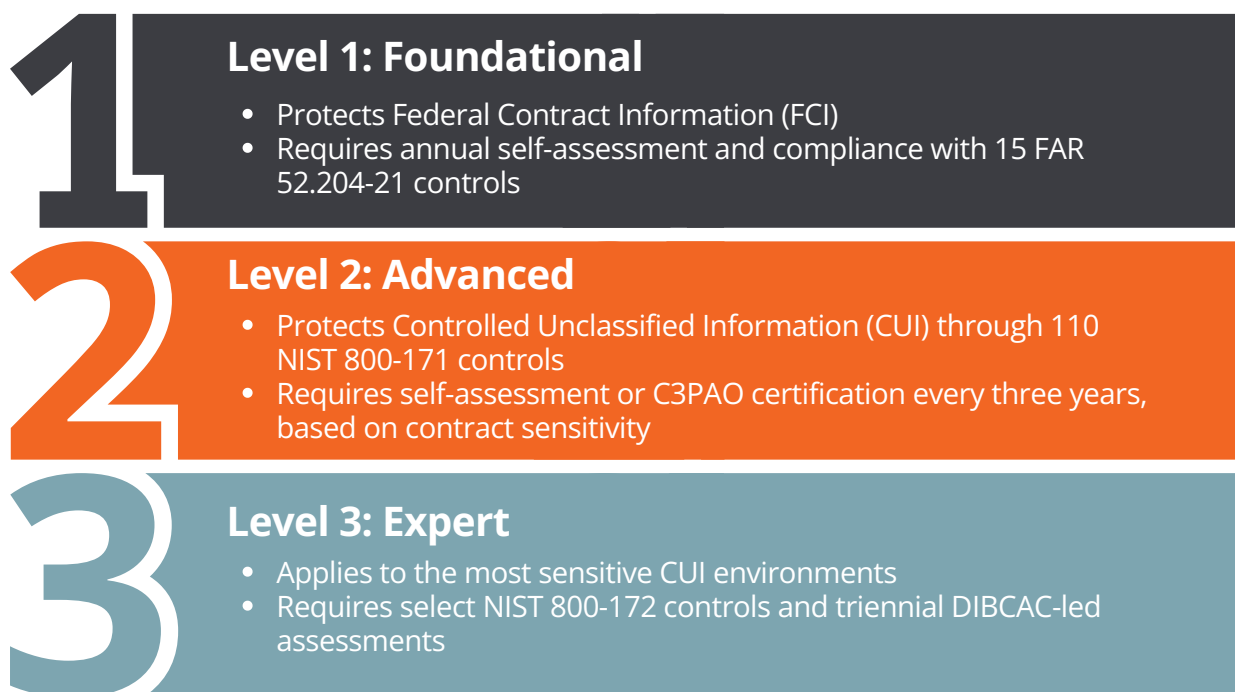 1
Level 1: Foundational
• Protects Federal Contract Information (FCI)
• Requires annual self-assessment and compliance with 15 FAR
52.204-21 controls
2
Level 2: Advanced
• Protects Controlled Unclassified Information (CUI) through 110
NIST 800-171 controls
• Requires self-assessment or C3PAO certification every three years,
based on contract sensitivity
3
Level 3: Expert
• Applies to the most sensitive CUI environments
• Requires select NIST 800-172 controls and triennial DIBCAC-led
assessments